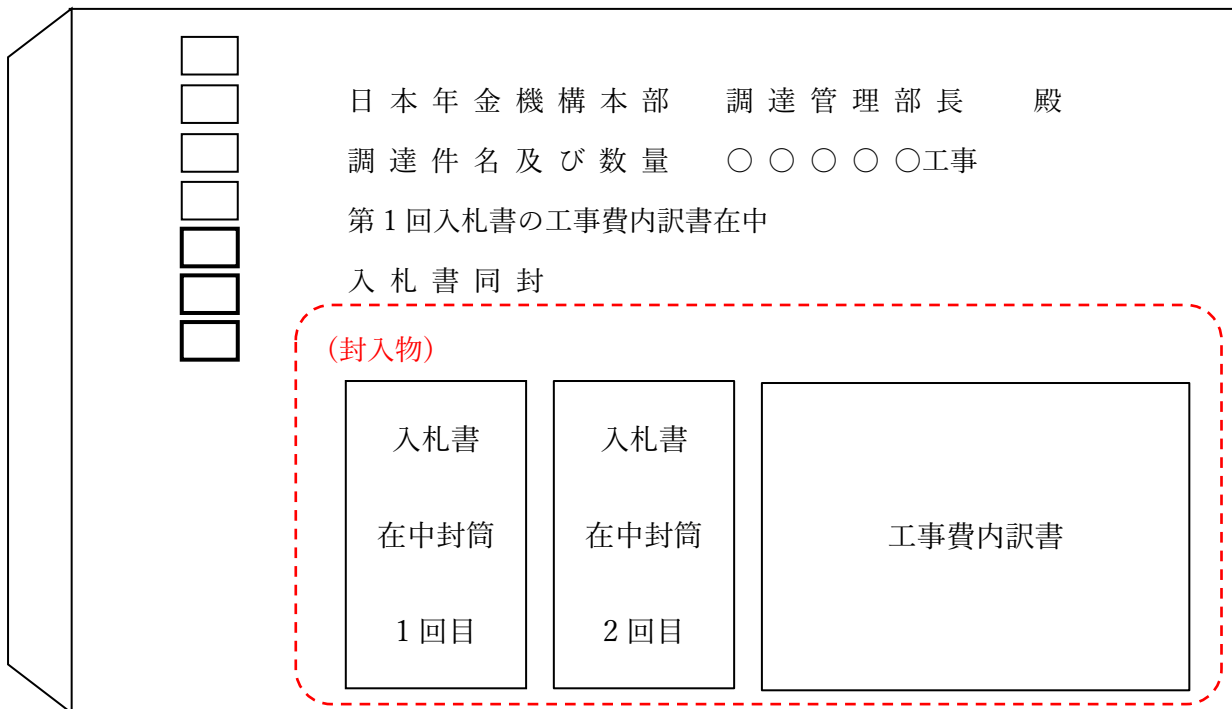 日本年金機構本部　調達管理部長　殿
調達件名及び数量　○○○○○工事
第１回入札書の工事費内訳書在中
入札書同封
(封入物)
入札書
在中封筒
1回目
入札書
在中封筒
2回目
工事費内訳書